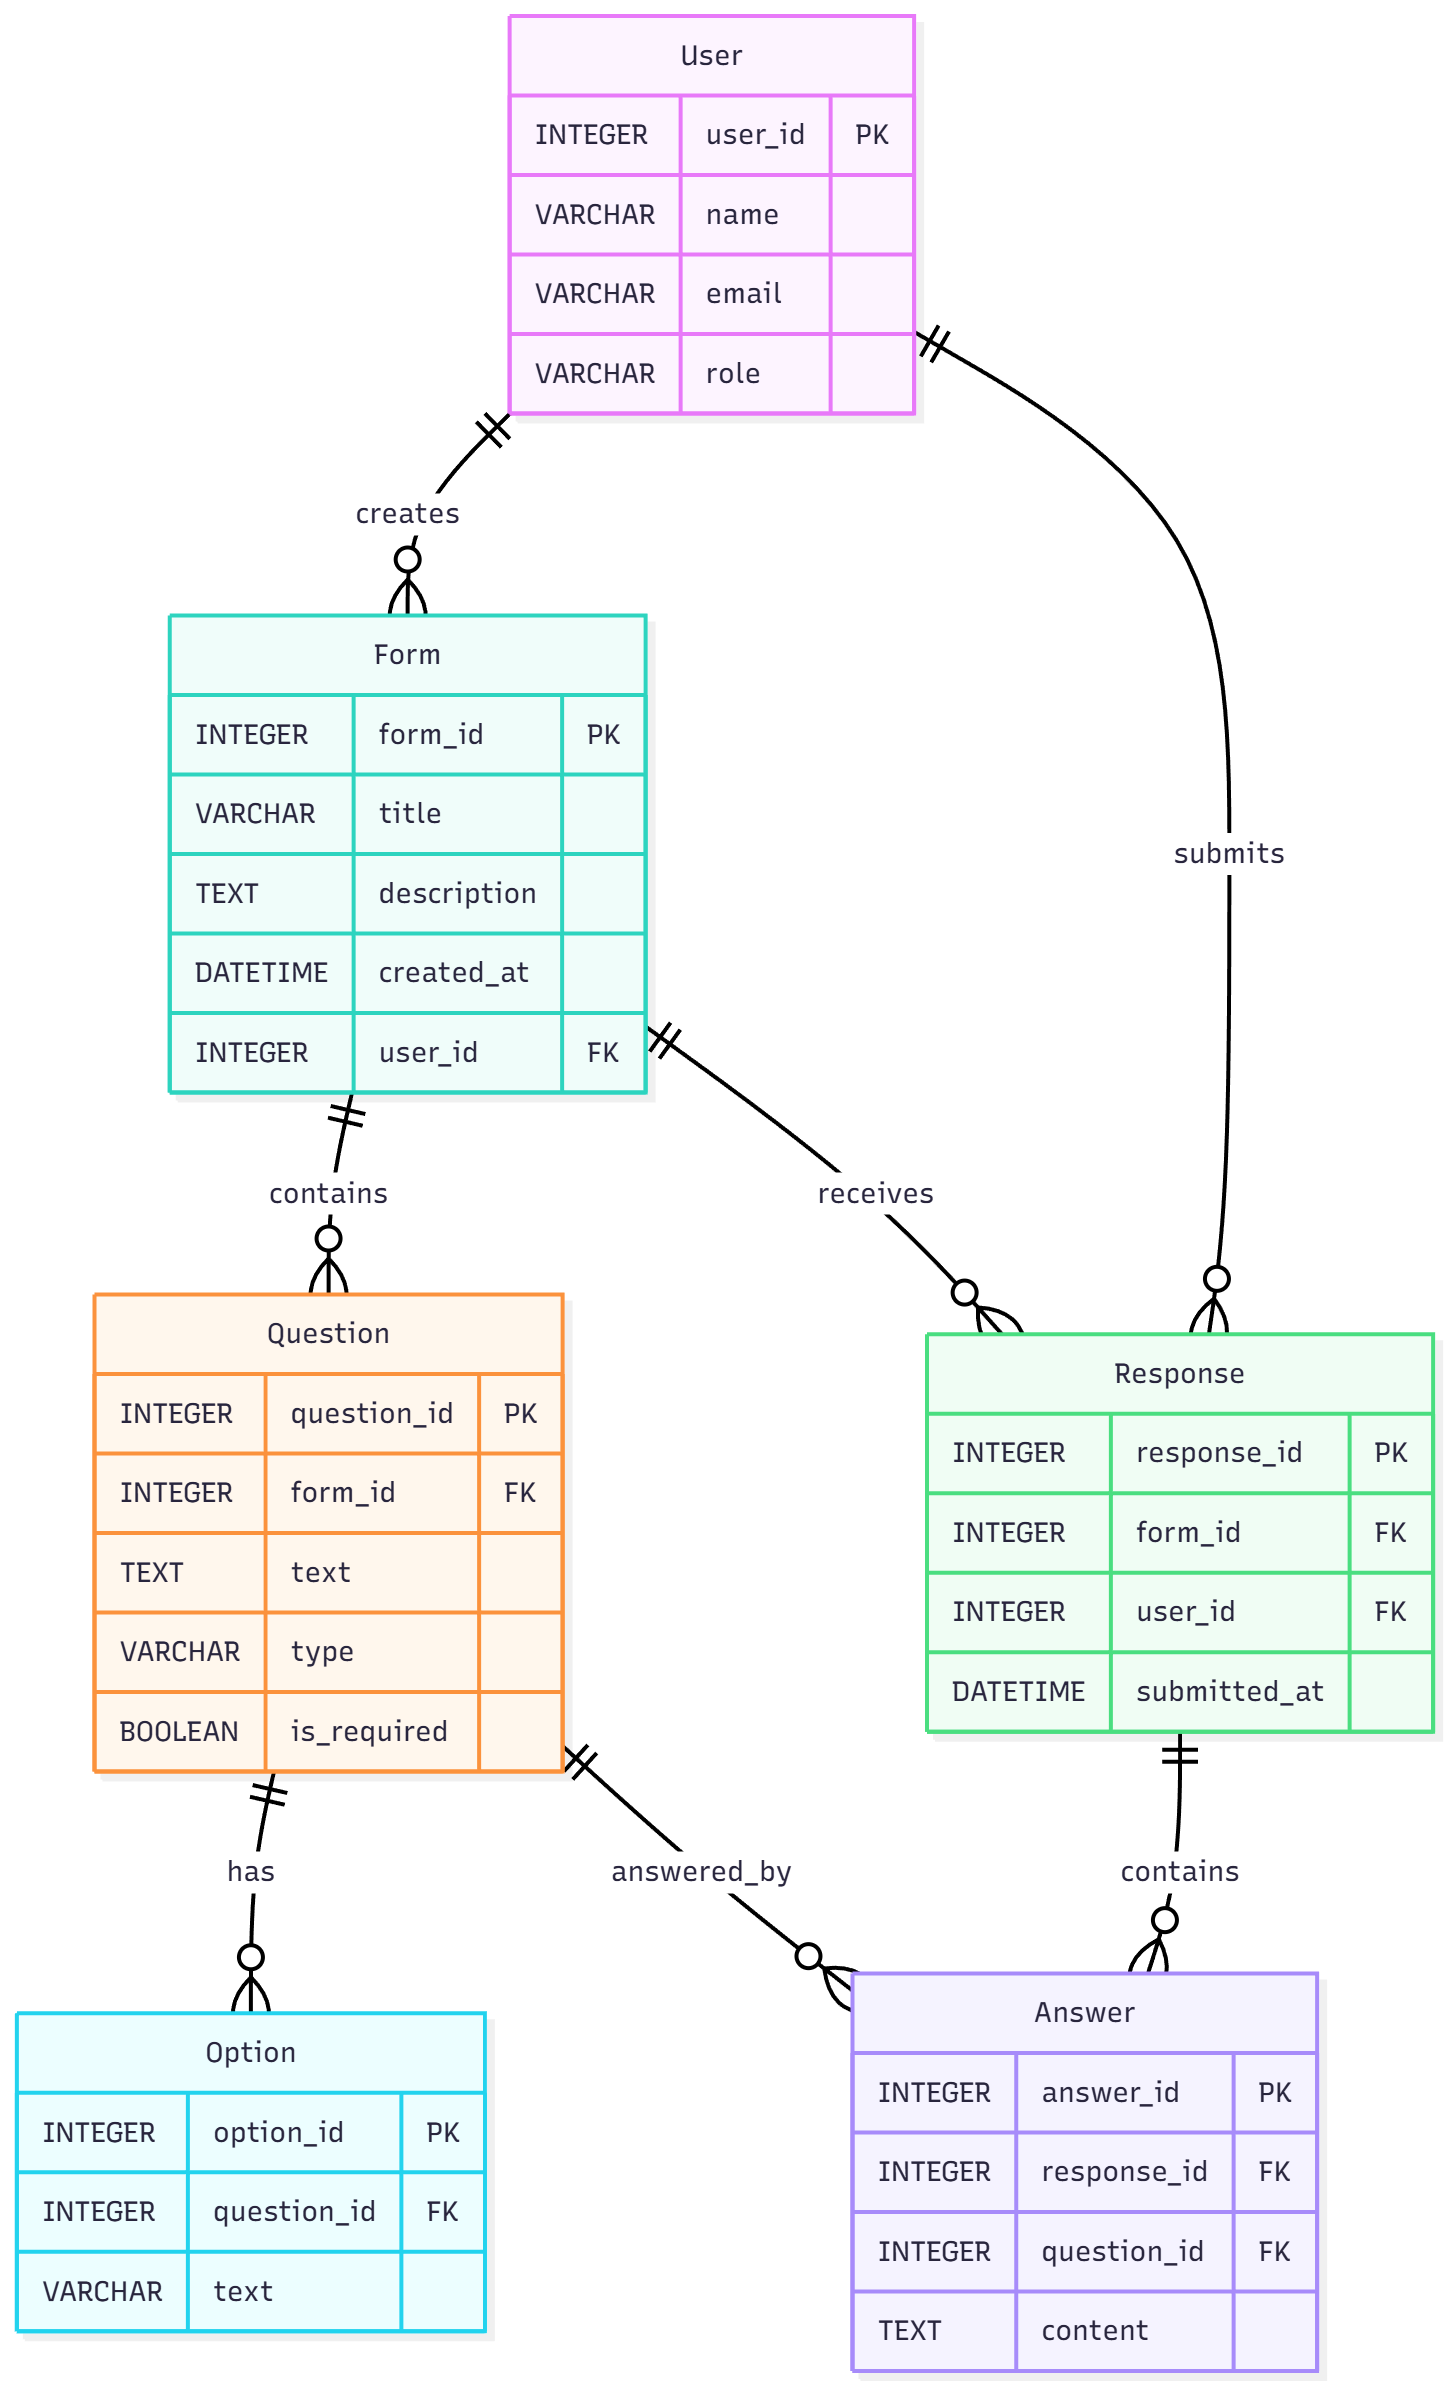 User
INTEGER user_id PK
VARCHAR name
VARCHAR email
VARCHAR role
creates
Form
INTEGER form_id PK
VARCHAR title
TEXT description
DATETIME created_at
INTEGER user_id FK
submits
contains
receives
Question
INTEGER question_id PK
INTEGER form_id FK
TEXT text
VARCHAR type
BOOLEAN is_required
Response
INTEGER response_id PK
INTEGER form_id FK
INTEGER user_id FK
DATETIME submitted_at
has
answered_by
contains
Option
INTEGER option_id PK
INTEGER question_id FK
VARCHAR text
Answer
INTEGER answer_id PK
INTEGER response_id FK
INTEGER question_id FK
TEXT content